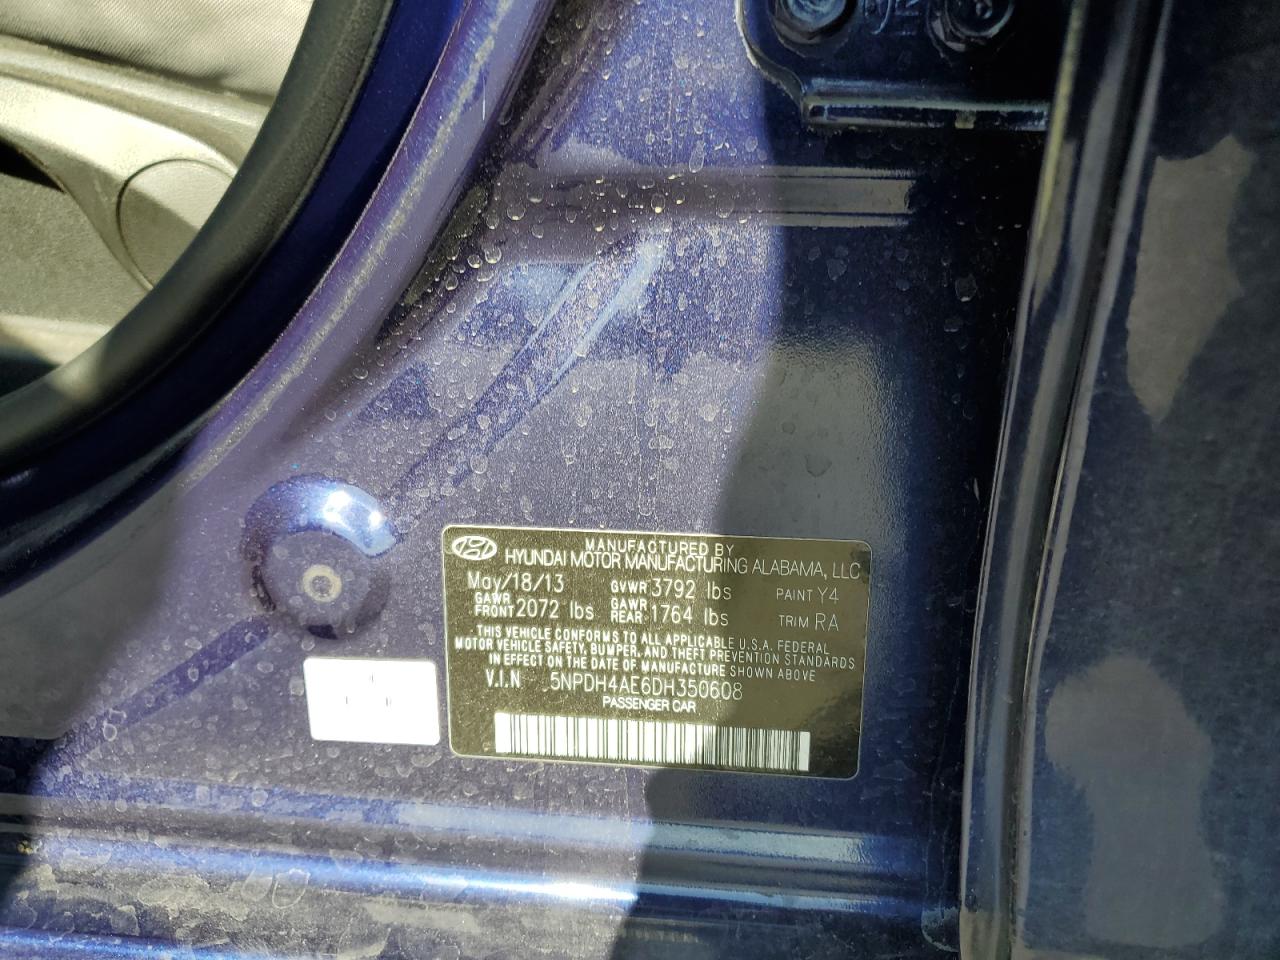 MANUFACTURED BY
HYUNDAI MOTOR MANUFACTURING ALABAMA, LLC
May/18/13 GVWR 3792 lbs PAINT Y4
GAWR FRONT 2072 lbs GAWR REAR 1764 lbs TRIM RA
THIS VEHICLE CONFORMS TO ALL APPLICABLE U.S.A. FEDERAL
MOTOR VEHICLE SAFETY, BUMPER, AND THEFT PREVENTION STANDARDS
IN EFFECT ON THE DATE OF MANUFACTURE SHOWN ABOVE
V.I.N 5NPDH4AE6DH350608
PASSENGER CAR